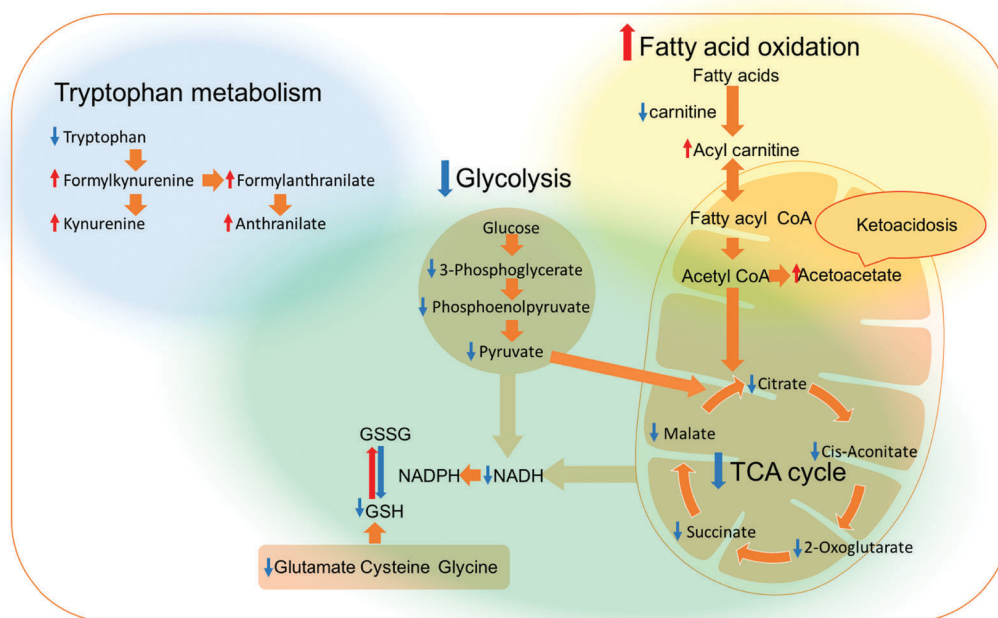 Fatty acid oxidation
Fatty acids
carnitine
Acyl carnitine
Fatty acyl CoA
Ketoacidosis
Acetyl CoA
Acetoacetate
Tryptophan metabolism
Tryptophan
Formylkynurenine
Formylanthranilate
Kynurenine
Anthranilate
Glycolysis
Glucose
3-Phosphoglycerate
Phosphoenolpyruvate
Pyruvate
Citrate
Malate
Cis-Aconitate
TCA cycle
Succinate
2-Oxoglutarate
GSSG
NADPH
NADH
GSH
Glutamate Cysteine Glycine